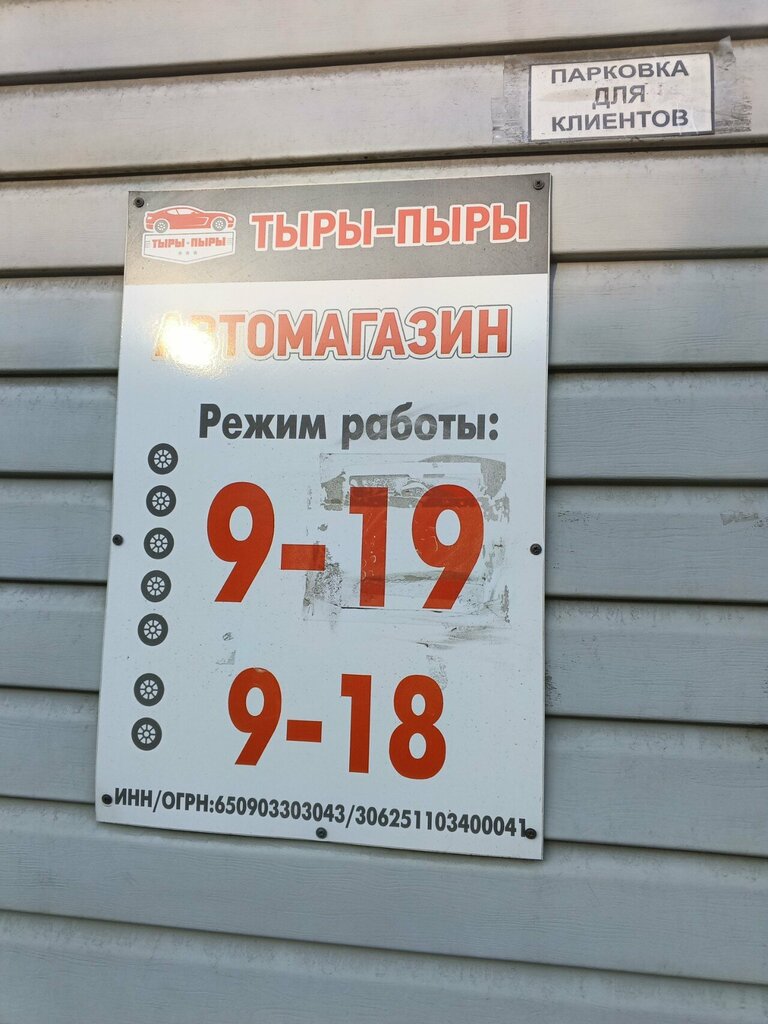 ПАРКОВКА
ДЛЯ
КЛИЕНТОВ
ТЫРЫ-ПЫРЫ
ТЫРЫ-ПЫРЫ
АВТОМАГАЗИН
Режим работы:
9-19
9-18
ИНН/ОГРН:650903303043/306251103400041